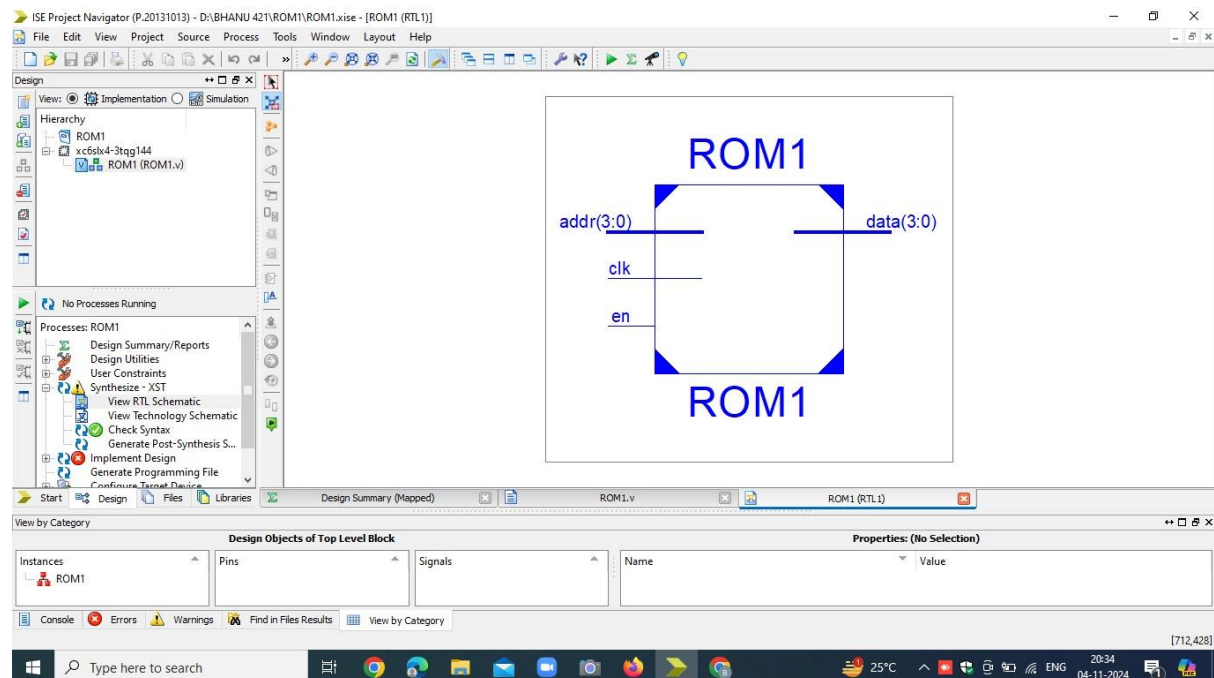 ISE Project Navigator (P.20131013) - D:\BHANU 421\ROM1\ROM1.xise - [ROM1 (RTL1)]
File Edit View Project Source Process Tools Window Layout Help
Design
View: Implementation Simulation
Hierarchy
ROM1
xc6slx4-3tqg144
ROM1 (ROM1.v)
No Processes Running
Processes: ROM1
Design Summary/Reports
Design Utilities
User Constraints
Synthesize - XST
View RTL Schematic
View Technology Schematic
Check Syntax
Generate Post-Synthesis S...
Implement Design
Generate Programming File
Configure Target Device
Start Design Files Libraries
ROM1
addr(3:0) data(3:0)
clk
en
ROM1
Design Summary (Mapped) ROM1.v ROM1 (RTL1)
View by Category
Design Objects of Top Level Block Properties: (No Selection)
Instances Pins Signals Name Value
ROM1
Console Errors Warnings Find in Files Results View by Category
[712,428]
Type here to search 25°C ENG 20:34
04-11-2024